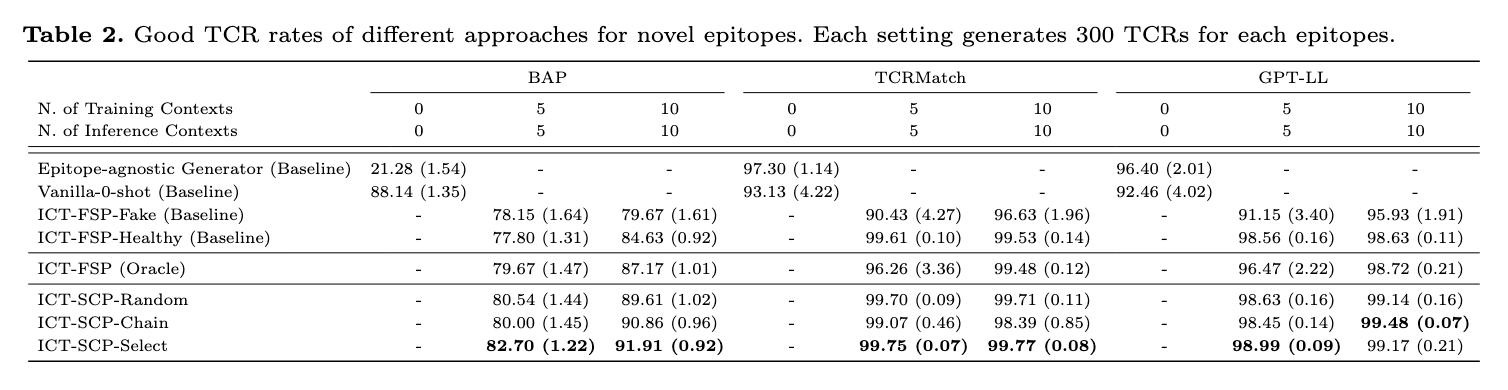 Table 2. Good TCR rates of different approaches for novel epitopes. Each setting generates 300 TCRs for each epitopes.
BAP TCRMatch GPT-LL
N. of Training Contexts 0 5 10 0 5 10 0 5 10
N. of Inference Contexts 0 5 10 0 5 10 0 5 10
Epitope-agnostic Generator (Baseline) 21.28 (1.54) - - 97.30 (1.14) - - 96.40 (2.01) - -
Vanilla-0-shot (Baseline) 88.14 (1.35) - - 93.13 (4.22) - - 92.46 (4.02) - -
ICT-FSP-Fake (Baseline) - 78.15 (1.64) 79.67 (1.61) - 90.43 (4.27) 96.63 (1.96) - 91.15 (3.40) 95.93 (1.91)
ICT-FSP-Healthy (Baseline) - 77.80 (1.31) 84.63 (0.92) - 99.61 (0.10) 99.53 (0.14) - 98.56 (0.16) 98.63 (0.11)
ICT-FSP (Oracle) - 79.67 (1.47) 87.17 (1.01) - 96.26 (3.36) 99.48 (0.12) - 96.47 (2.22) 98.72 (0.21)
ICT-SCP-Random - 80.54 (1.44) 89.61 (1.02) - 99.70 (0.09) 99.71 (0.11) - 98.63 (0.16) 99.14 (0.16)
ICT-SCP-Chain - 80.00 (1.45) 90.86 (0.96) - 99.07 (0.46) 98.39 (0.85) - 98.45 (0.14) 99.48 (0.07)
ICT-SCP-Select - 82.70 (1.22) 91.91 (0.92) - 99.75 (0.07) 99.77 (0.08) - 98.99 (0.09) 99.17 (0.21)